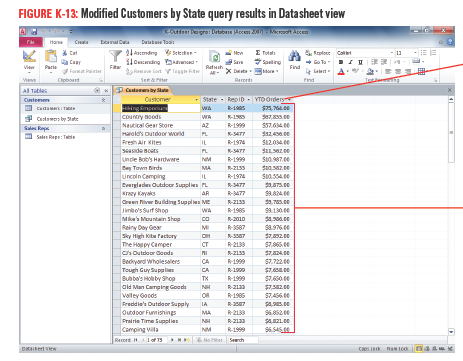 FIGURE K-13: Modified Customers by State query results in Datasheet view
K-Outdoor Designs : Database (Access 2007) - Microsoft Access
File Home Create External Data Database Tools
View Paste Cut Copy Format Painter
Filter Ascending Descending Remove Sort Selection Advanced Toggle Filter
Refresh All New Save Delete Totals Spelling More
Find Replace Go To Select
Calibri 11
B I U
Views Clipboard Sort & Filter Records Find Text Formatting
All Tables
Customers
Customers : Table
Customers by State
Sales Reps
Sales Reps : Table
Customers by State
Customer State Rep ID YTD Orders
Hiking Emporium WA R-1985 $75,764.00
Country Goods WA R-1985 $67,835.00
Nautical Gear Store AZ R-1999 $57,634.00
Harold's Outdoor World FL R-3477 $32,456.00
Fresh Air Kites IL R-1974 $12,034.00
Seaside Boats FL R-3477 $11,562.00
Uncle Bob's Hardware NM R-1999 $10,987.00
Bay Town Birds MA R-2133 $10,582.00
Lincoln Camping IL R-1974 $10,554.00
Everglades Outdoor Supplies FL R-3477 $9,875.00
Krazy Kayaks AR R-3477 $9,824.00
Green River Building Supplies ME R-2133 $9,785.00
Jimbo's Surf Shop WA R-1985 $9,130.00
Mike's Mountain Shop CO R-2010 $8,986.00
Rainy Day Gear MI R-3587 $8,976.00
Sky High Kite Factory OH R-3587 $7,892.00
The Happy Camper CT R-2133 $7,865.00
CJ's Outdoor Goods RI R-2133 $7,824.00
Backyard Wholesalers CA R-1999 $7,722.00
Tough Guy Supplies CA R-1999 $7,658.00
Bubba's Hobby Shop TX R-1999 $7,650.00
Old Man Camping Goods NH R-2133 $7,582.00
Valley Goods OR R-1985 $7,456.00
Freddie's Outdoor Supply IA R-3587 $6,985.00
Outdoor Furnishings MA R-2133 $6,852.00
Prairie Time Supplies NH R-2133 $6,821.00
Camping Villa NM R-1999 $6,545.00
Record: 1 of 75 No Filter Search
Datasheet View Caps Lock Num Lock